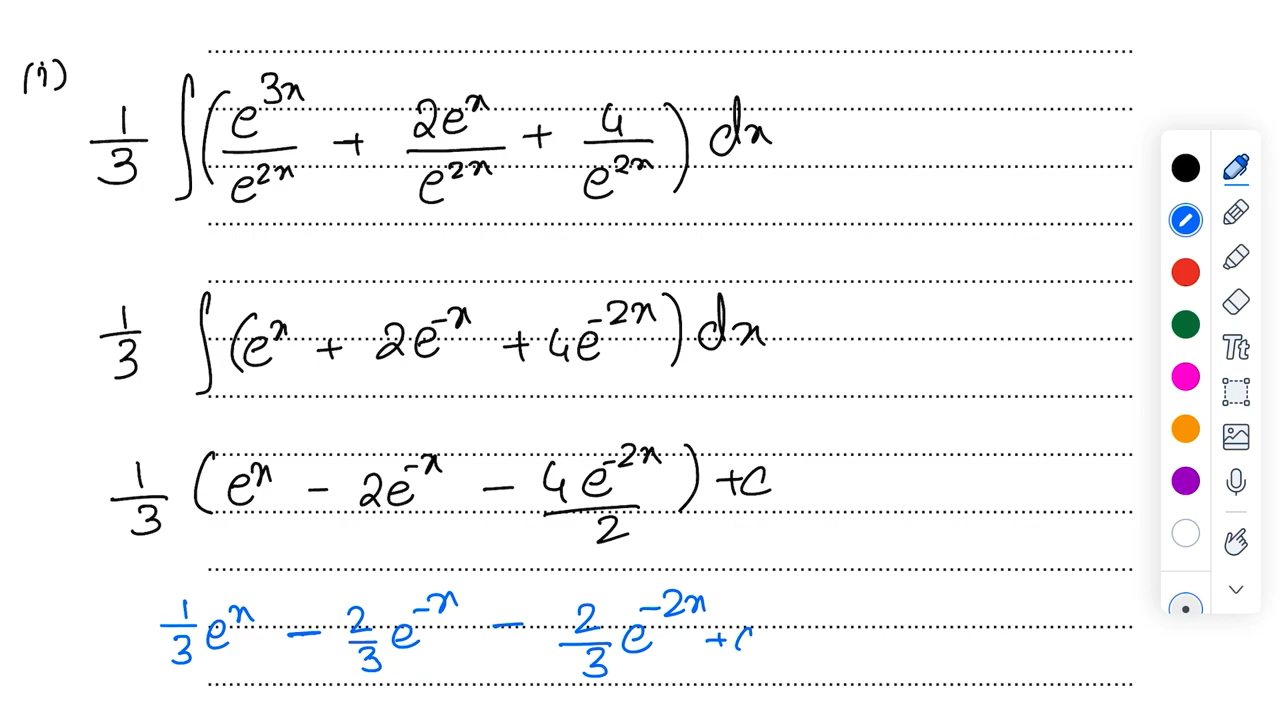 (i)
1/3 ∫ (e^{3x}/e^{2x} + 2e^x/e^{2x} + 4/e^{2x}) dx
1/3 ∫ (e^x + 2e^{-x} + 4e^{-2x}) dx
1/3 (e^x - 2e^{-x} - 4e^{-2x}/2) + c
1/3 e^x - 2/3 e^{-x} - 2/3 e^{-2x} + c
Tt